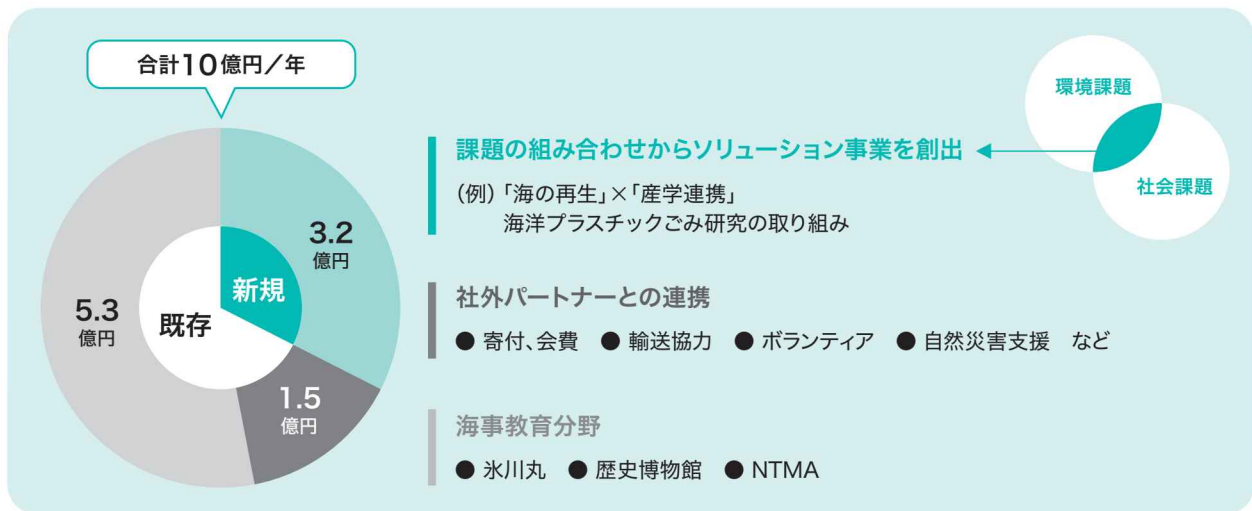 合計10億円／年
環境課題
社会課題
課題の組み合わせからソリューション事業を創出
（例）「海の再生」×「産学連携」
海洋プラスチックごみ研究の取り組み
3.2
億円
新規
5.3
億円
既存
1.5
億円
社外パートナーとの連携
● 寄付、会費 ● 輸送協力 ● ボランティア ● 自然災害支援 など
海事教育分野
● 氷川丸 ● 歴史博物館 ● NTMA